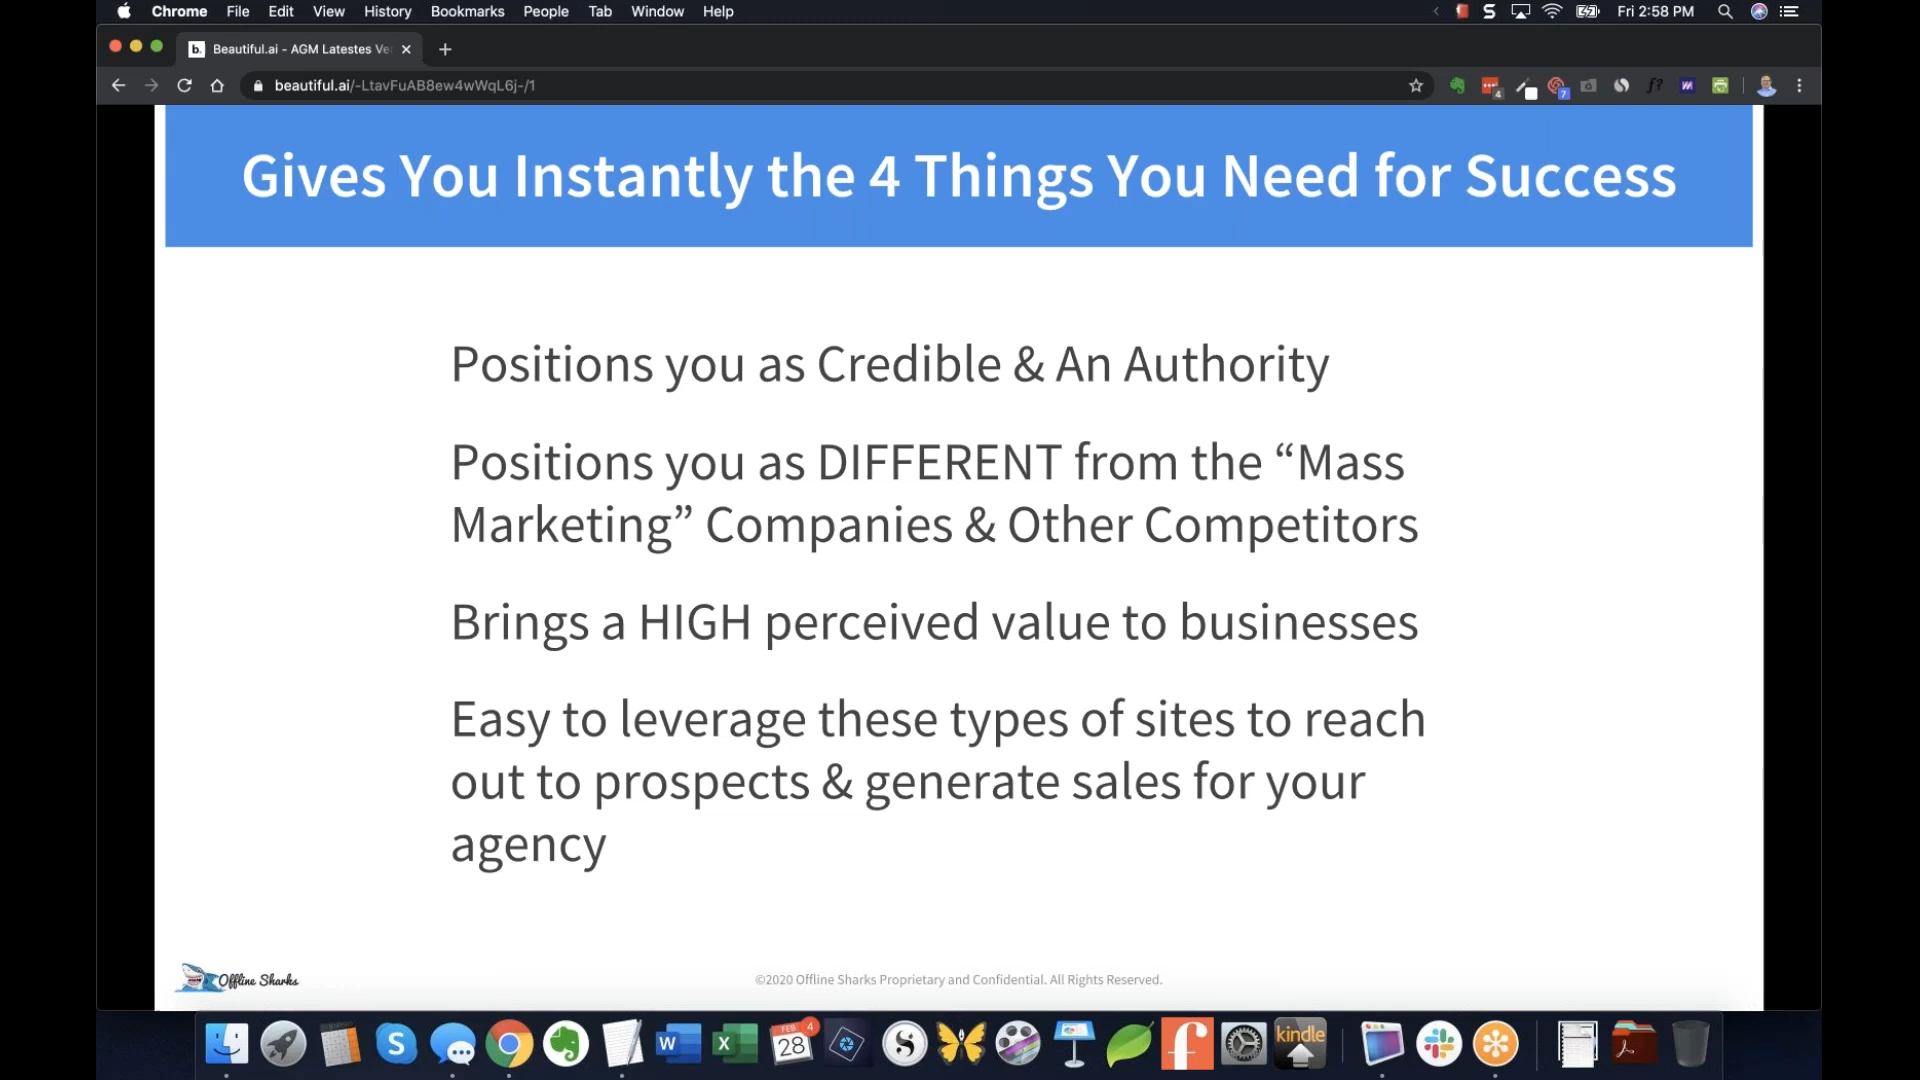 Chrome File Edit View History Bookmarks People Tab Window Help
Fri 2:58 PM
b. Beautiful.ai - AGM Latestes Ve
beautiful.ai/-LtavFuAB8ew4wWqL6j-/1
4
7
f?
Gives You Instantly the 4 Things You Need for Success
Positions you as Credible & An Authority
Positions you as DIFFERENT from the “Mass
Marketing” Companies & Other Competitors
Brings a HIGH perceived value to businesses
Easy to leverage these types of sites to reach
out to prospects & generate sales for your
agency
Offline Sharks
©2020 Offline Sharks Proprietary and Confidential. All Rights Reserved.
FEB
28
4
kindle